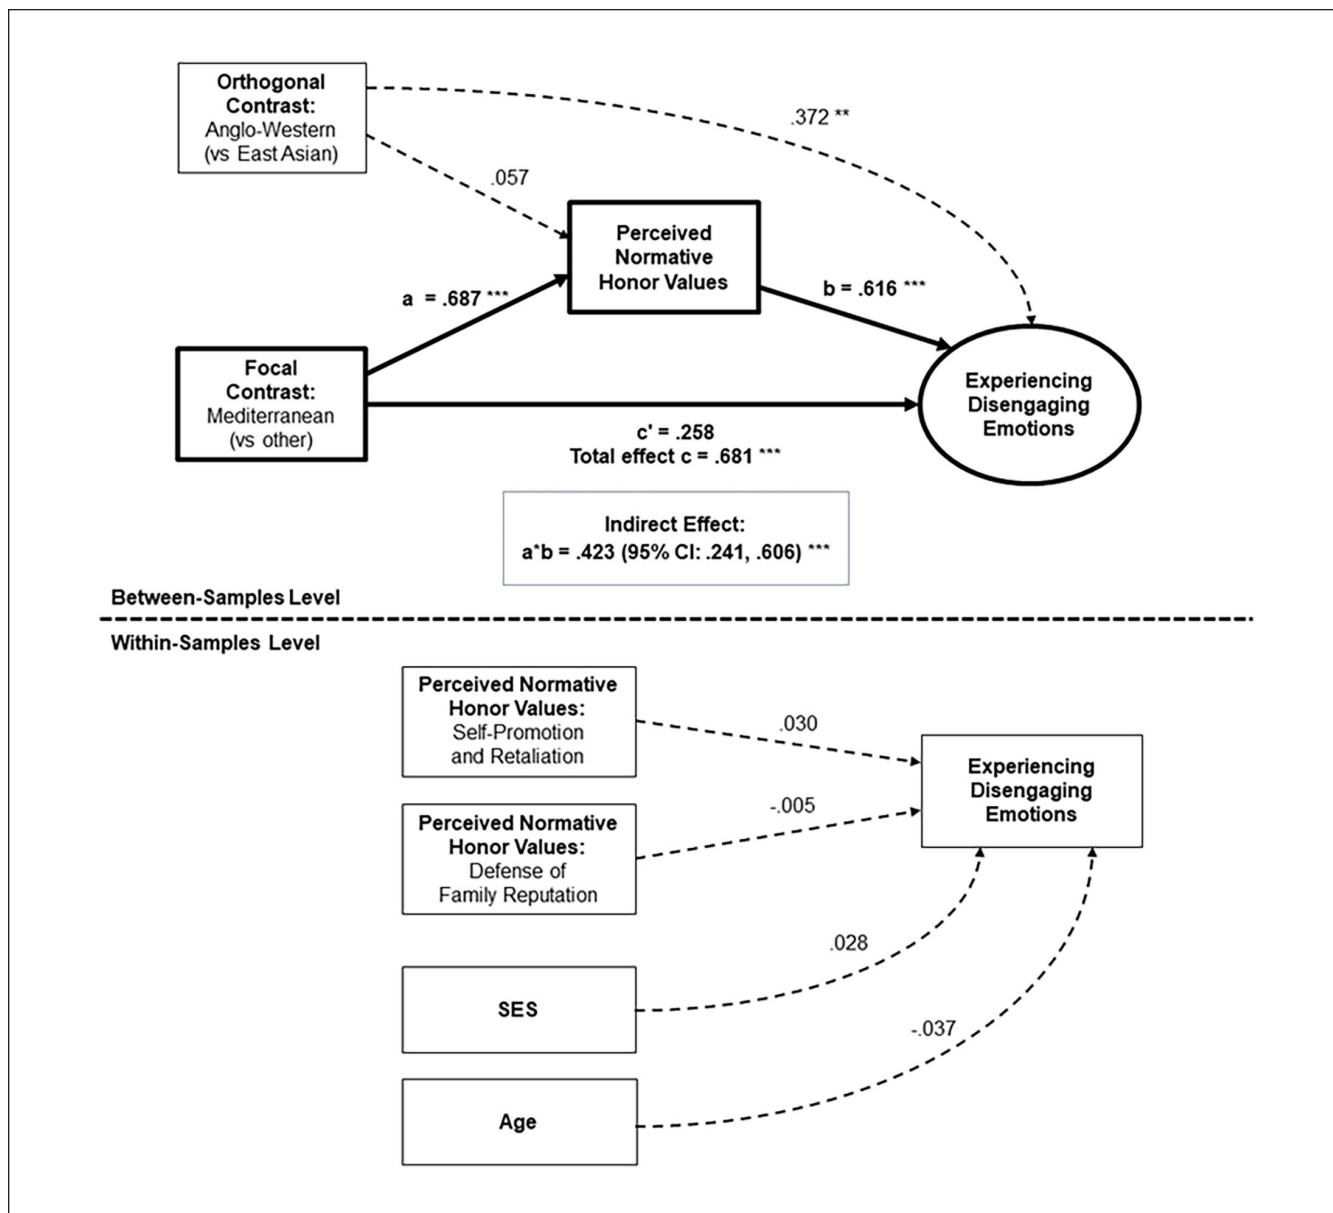 Orthogonal
Contrast:
Anglo-Western
(vs East Asian)
.372 **
.057
Perceived
Normative
Honor Values
a = .687 ***
b = .616 ***
Focal
Contrast:
Mediterranean
(vs other)
Experiencing
Disengaging
Emotions
c' = .258
Total effect c = .681 ***
Indirect Effect:
a*b = .423 (95% CI: .241, .606) ***
Between-Samples Level
Within-Samples Level
Perceived Normative
Honor Values:
Self-Promotion
and Retaliation
.030
Experiencing
Disengaging
Emotions
-.005
Perceived Normative
Honor Values:
Defense of
Family Reputation
.028
SES
-.037
Age